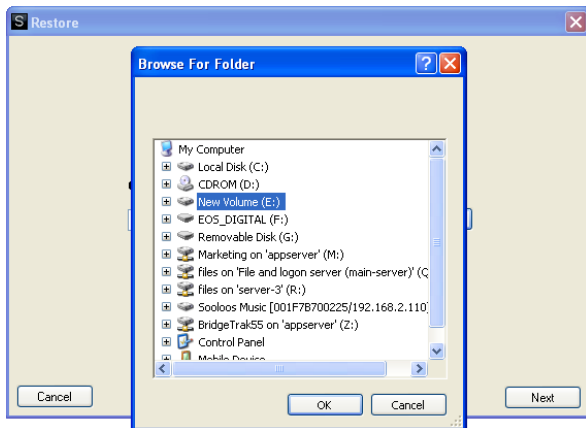 S Restore
Browse For Folder
My Computer
Local Disk (C:)
CDROM (D:)
New Volume (E:)
EOS_DIGITAL (F:)
Removable Disk (G:)
Marketing on 'appserver' (M:)
files on 'File and logon server (main-server)' (Q
files on 'server-3' (R:)
Sooloos Music [001F7B700225/192.168.2.110]
BridgeTrakSS on 'appserver' (Z:)
Control Panel
Mobile Device
OK
Cancel
Cancel
Next